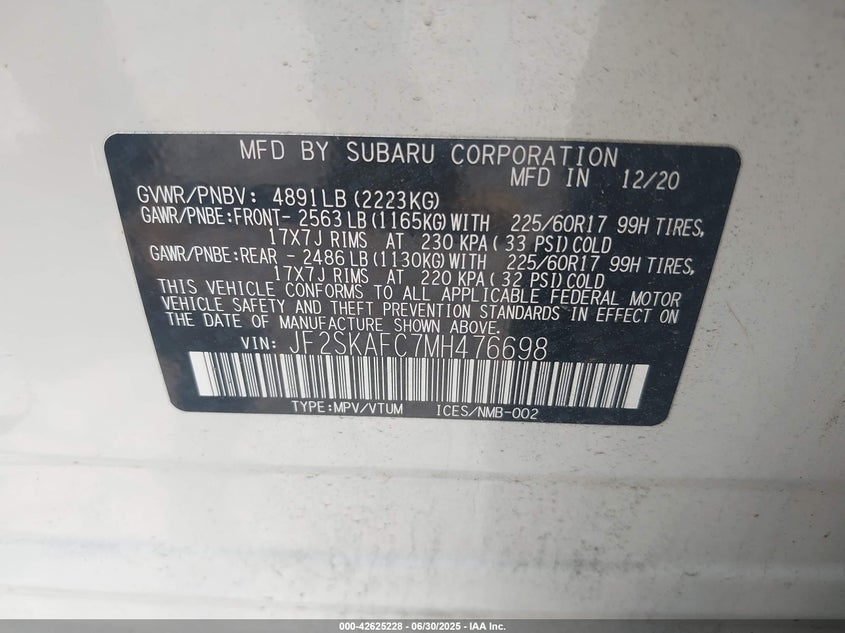 MFD BY SUBARU CORPORATION
MFD IN 12/20
GVWR/PNBV: 4891LB (2223KG)
GAWR/PNBE:FRONT- 2563 LB (1165KG) WITH 225/60R17 99H TIRES,
17X7J RIMS AT 230 KPA ( 33 PSI) COLD
GAWR/PNBE:REAR - 2486 LB (1130KG) WITH 225/60R17 99H TIRES,
17X7J RIMS AT 220 KPA ( 32 PSI) COLD
THIS VEHICLE CONFORMS TO ALL APPLICABLE FEDERAL MOTOR
VEHICLE SAFETY AND THEFT PREVENTION STANDARDS IN EFFECT ON
THE DATE OF MANUFACTURE SHOWN ABOVE.
VIN: JF2SKAFC7MH476698
TYPE:MPV/VTUM ICES/NMB-002
000-42625228 - 06/30/2025 - IAA Inc.